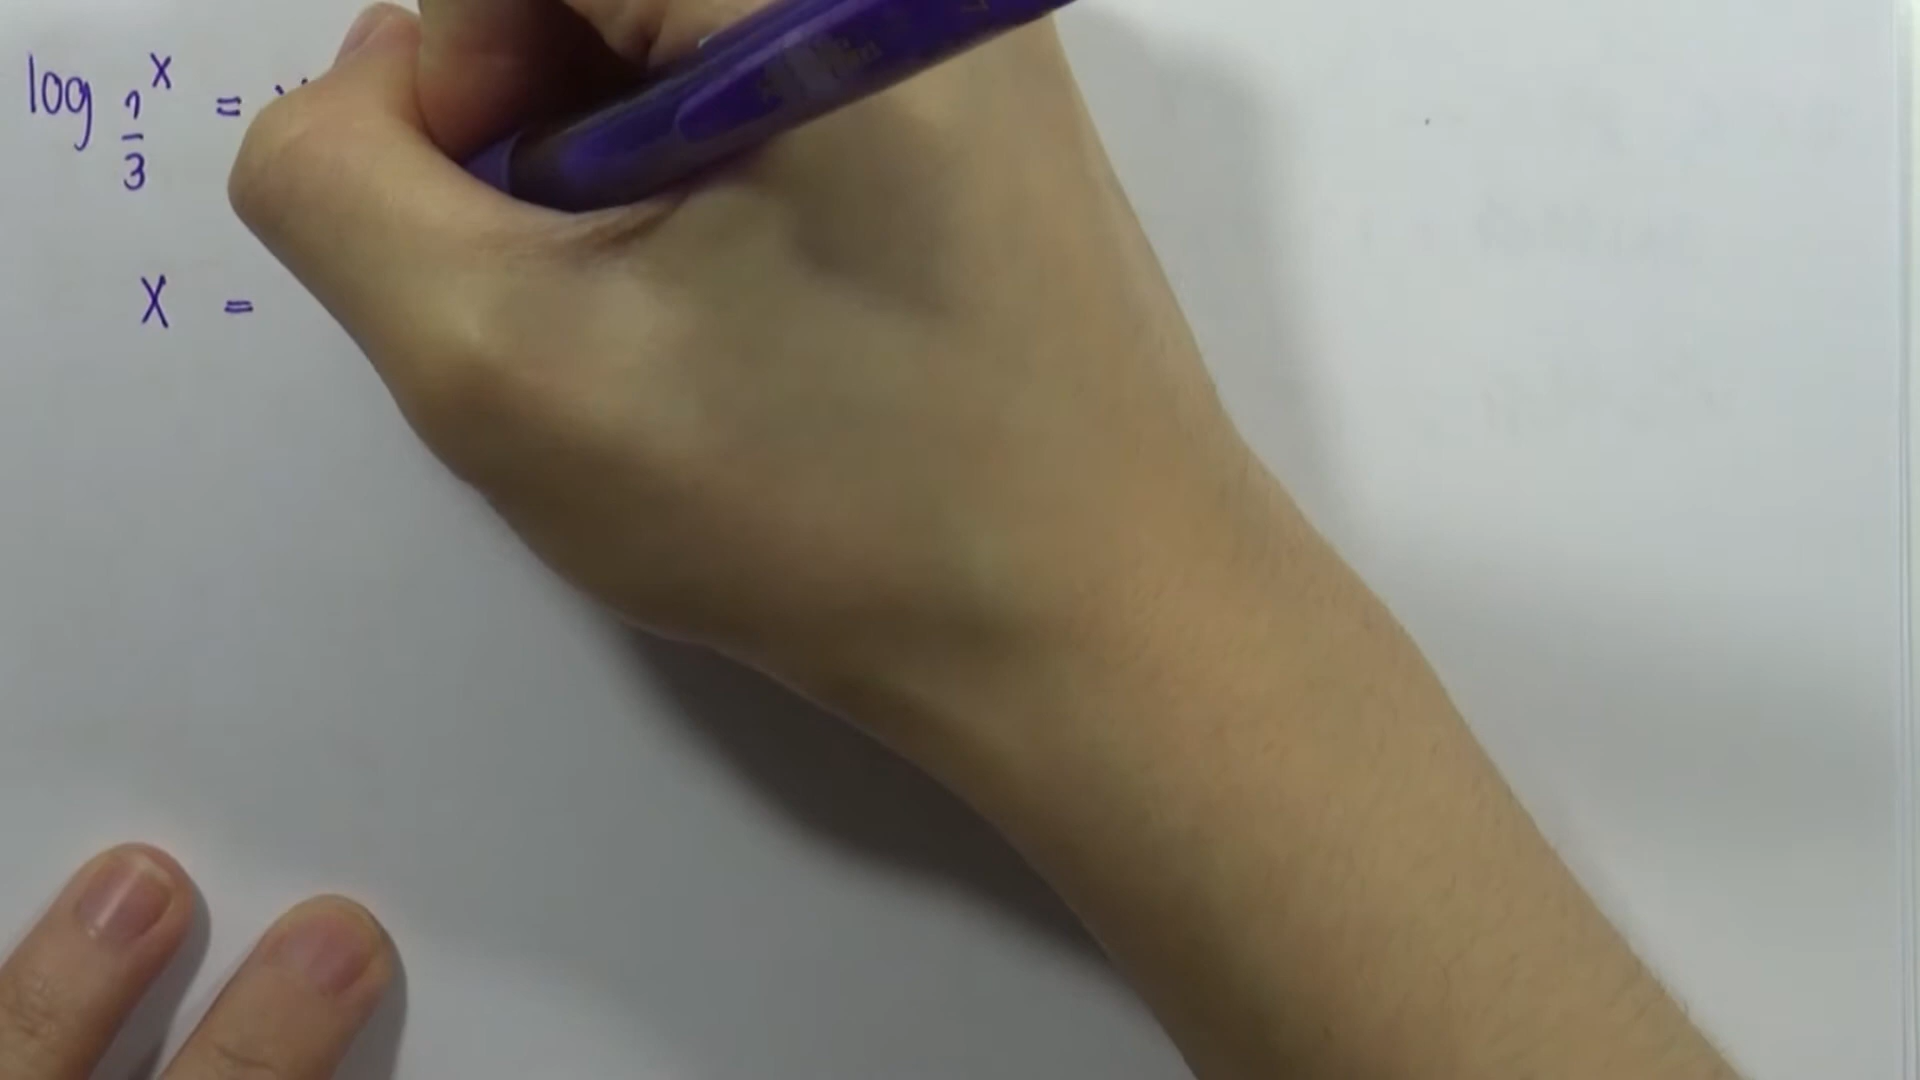 log 1/3 x =
x =